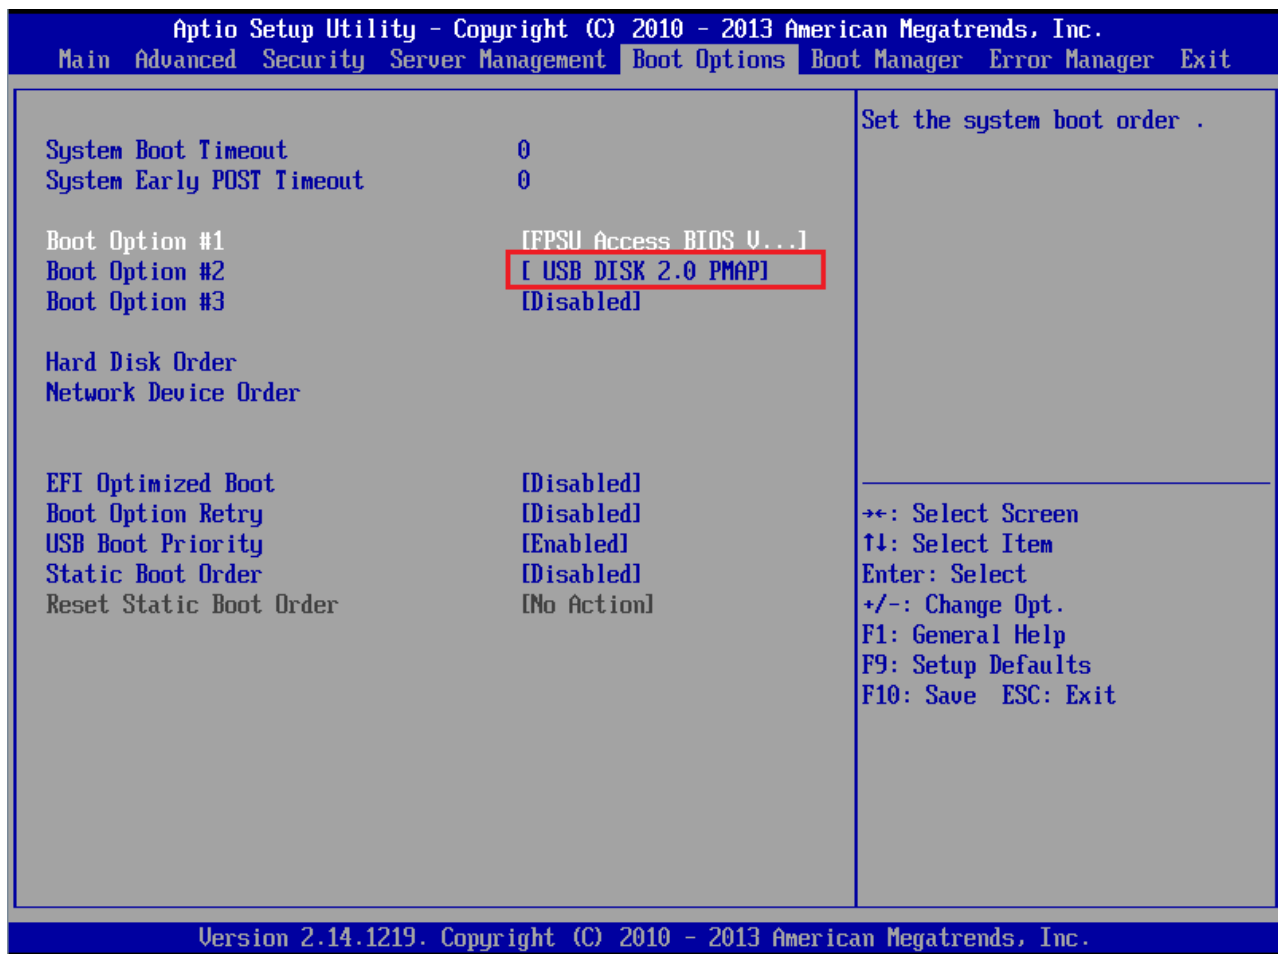 Aptio Setup Utility - Copyright (C) 2010 - 2013 American Megatrends, Inc.
Main Advanced Security Server Management Boot Options Boot Manager Error Manager Exit
System Boot Timeout 0
System Early POST Timeout 0
Boot Option #1 [FPSU Access BIOS V...]
Boot Option #2 [ USB DISK 2.0 PMAP]
Boot Option #3 [Disabled]
Hard Disk Order
Network Device Order
EFI Optimized Boot [Disabled]
Boot Option Retry [Disabled]
USB Boot Priority [Enabled]
Static Boot Order [Disabled]
Reset Static Boot Order [No Action]
Set the system boot order .
→←: Select Screen
↑↓: Select Item
Enter: Select
+/-: Change Opt.
F1: General Help
F9: Setup Defaults
F10: Save ESC: Exit
Version 2.14.1219. Copyright (C) 2010 - 2013 American Megatrends, Inc.